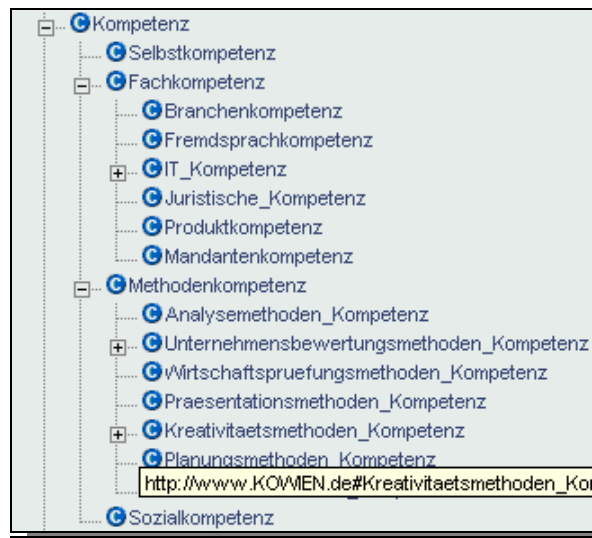 Kompetenz
Selbstkompetenz
Fachkompetenz
Branchenkompetenz
Fremdsprachkompetenz
IT_Kompetenz
Juristische_Kompetenz
Produktkompetenz
Mandantenkompetenz
Methodenkompetenz
Analysemethoden_Kompetenz
Unternehmensbewertungsmethoden_Kompetenz
Wirtschaftspruefungsmethoden_Kompetenz
Praesentationsmethoden_Kompetenz
Kreativitaetsmethoden_Kompetenz
Planungsmethoden_Kompetenz
http://www.KOWIEN.de#Kreativitaetsmethoden_Ko
Sozialkompetenz